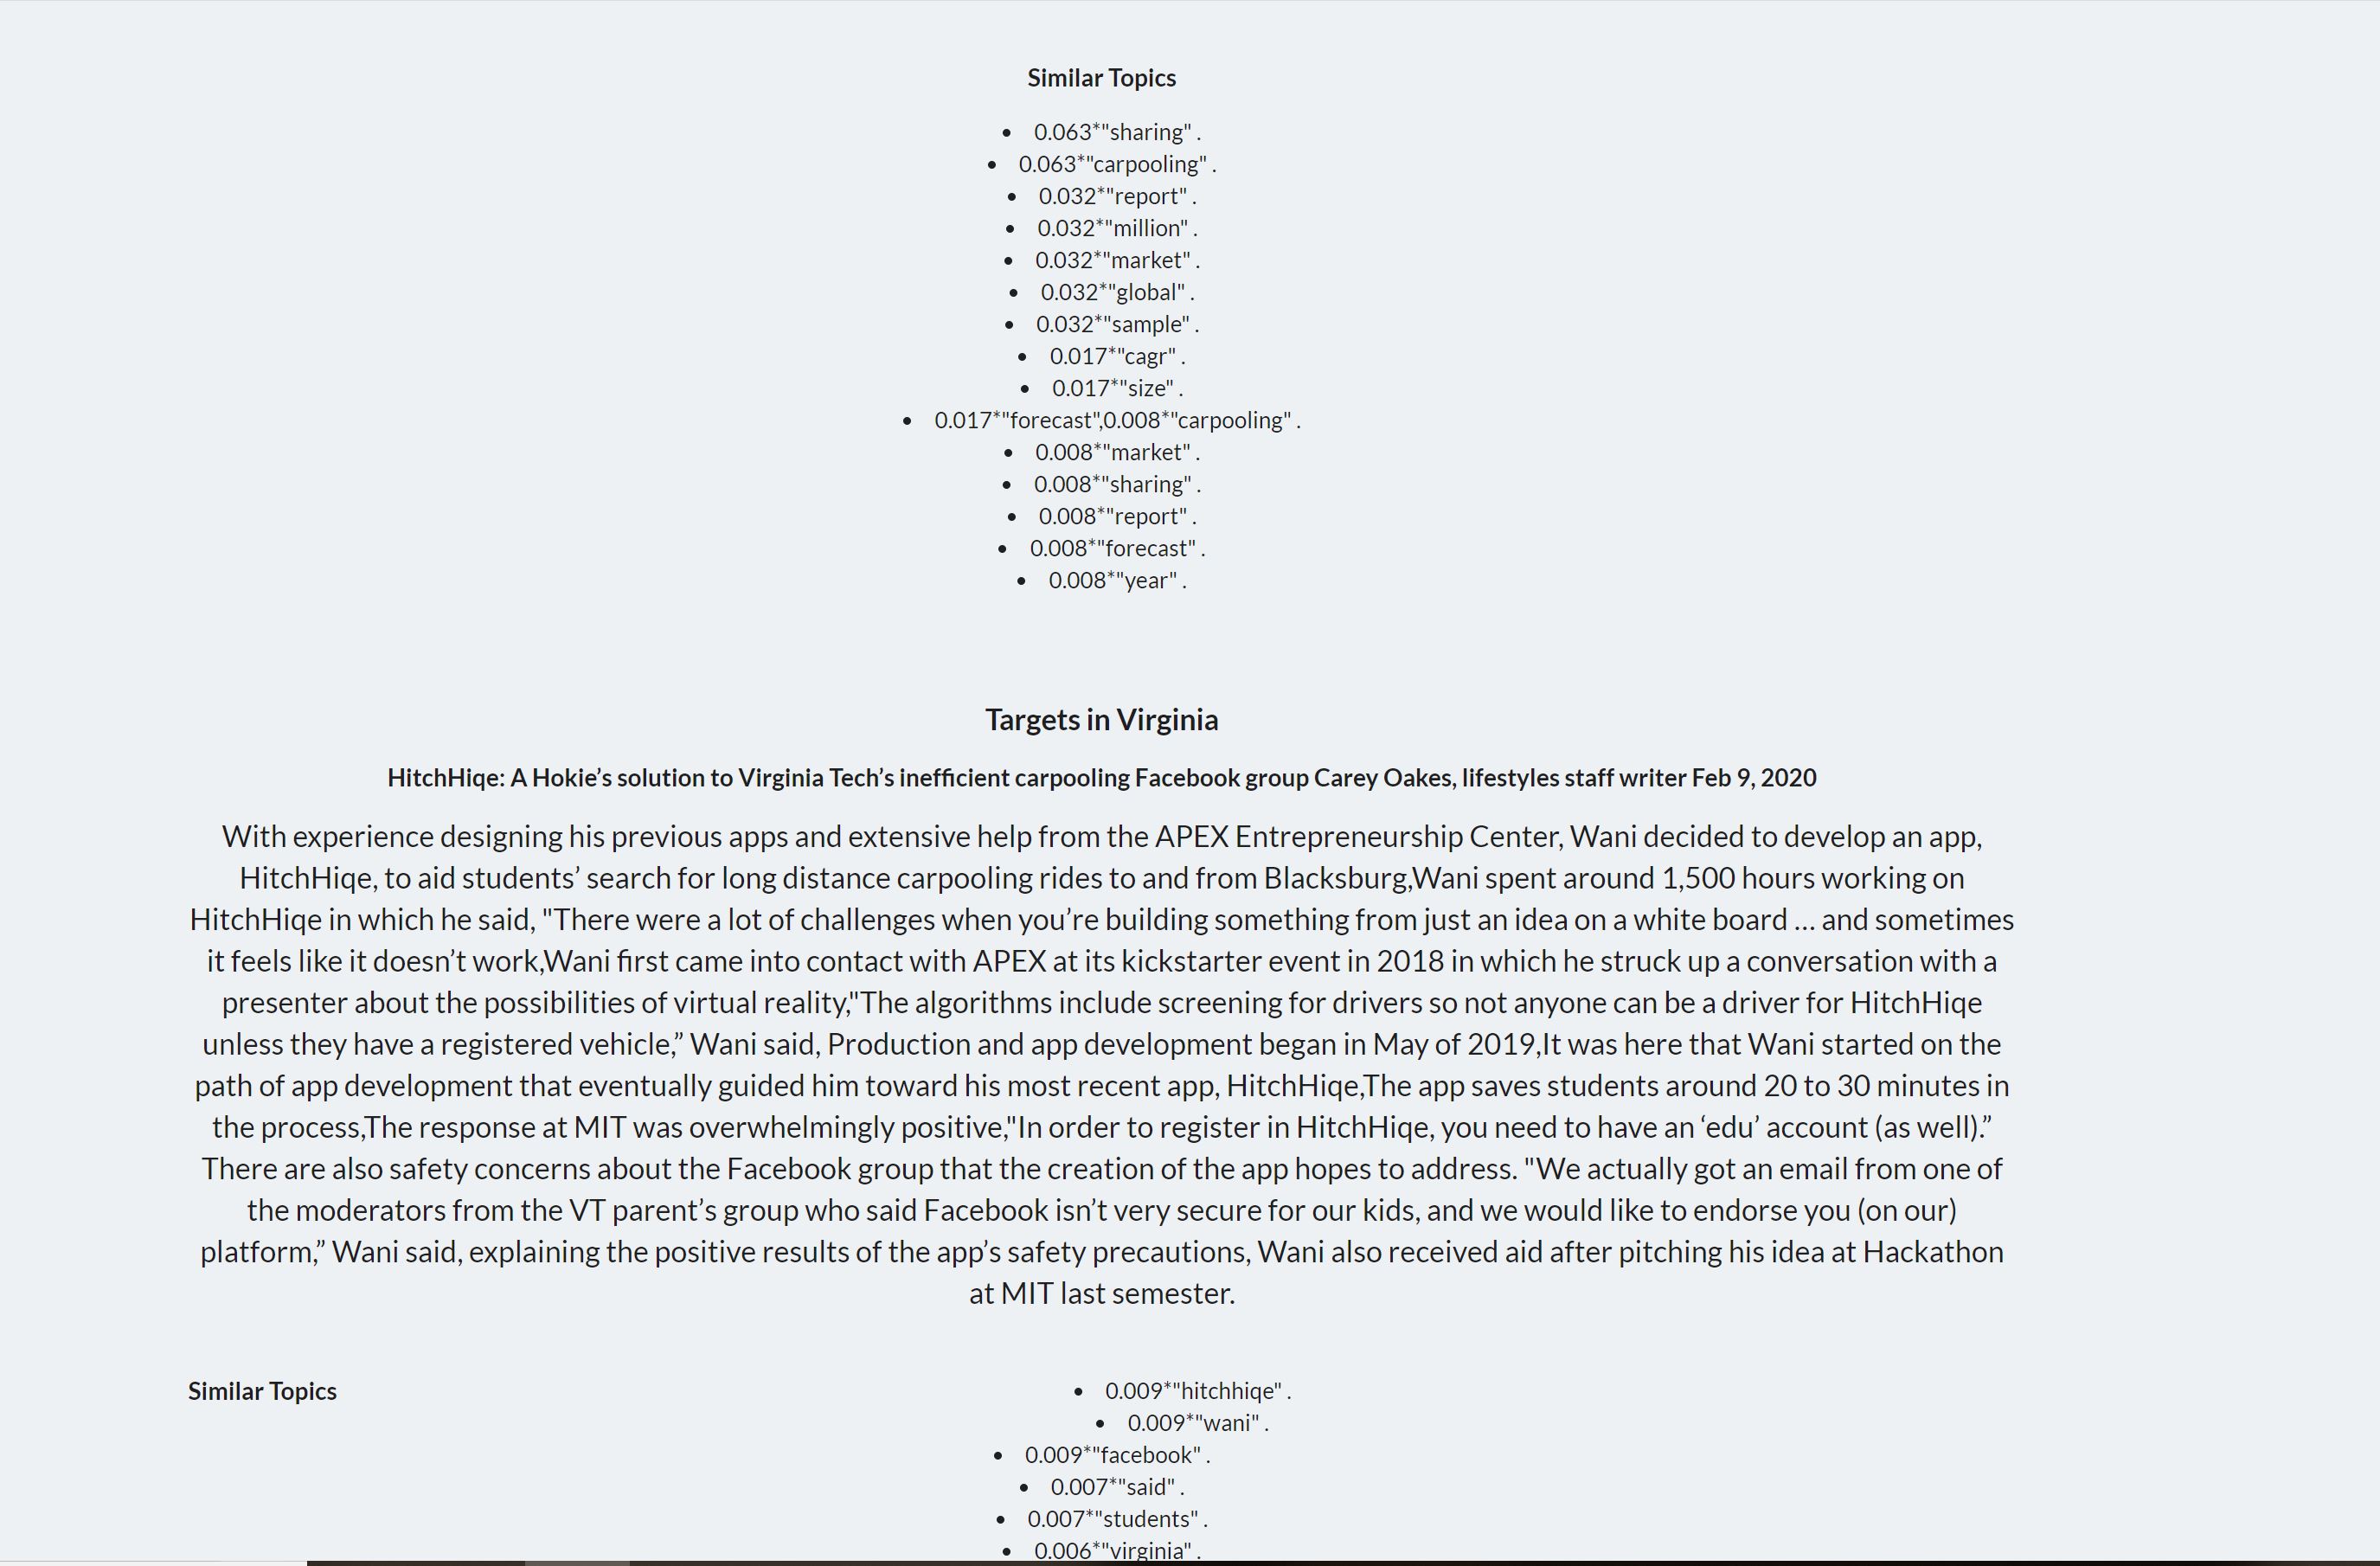 Similar Topics
• 0.063*"sharing" .
• 0.063*"carpooling" .
• 0.032*"report" .
• 0.032*"million" .
• 0.032*"market" .
• 0.032*"global" .
• 0.032*"sample" .
• 0.017*"cagr" .
• 0.017*"size" .
• 0.017*"forecast",0.008*"carpooling" .
• 0.008*"market" .
• 0.008*"sharing" .
• 0.008*"report" .
• 0.008*"forecast" .
• 0.008*"year" .
Targets in Virginia
HitchHiqe: A Hokie’s solution to Virginia Tech’s inefficient carpooling Facebook group Carey Oakes, lifestyles staff writer Feb 9, 2020
With experience designing his previous apps and extensive help from the APEX Entrepreneurship Center, Wani decided to develop an app,
HitchHiqe, to aid students’ search for long distance carpooling rides to and from Blacksburg,Wani spent around 1,500 hours working on
HitchHiqe in which he said, "There were a lot of challenges when you’re building something from just an idea on a white board … and sometimes
it feels like it doesn’t work,Wani first came into contact with APEX at its kickstarter event in 2018 in which he struck up a conversation with a
presenter about the possibilities of virtual reality,"The algorithms include screening for drivers so not anyone can be a driver for HitchHiqe
unless they have a registered vehicle,” Wani said, Production and app development began in May of 2019,It was here that Wani started on the
path of app development that eventually guided him toward his most recent app, HitchHiqe,The app saves students around 20 to 30 minutes in
the process,The response at MIT was overwhelmingly positive,"In order to register in HitchHiqe, you need to have an ‘edu’ account (as well).”
There are also safety concerns about the Facebook group that the creation of the app hopes to address. "We actually got an email from one of
the moderators from the VT parent’s group who said Facebook isn’t very secure for our kids, and we would like to endorse you (on our)
platform,” Wani said, explaining the positive results of the app’s safety precautions, Wani also received aid after pitching his idea at Hackathon
at MIT last semester.
Similar Topics
• 0.009*"hitchhiqe" .
• 0.009*"wani" .
• 0.009*"facebook" .
• 0.007*"said" .
• 0.007*"students" .
• 0.006*"virginia" .